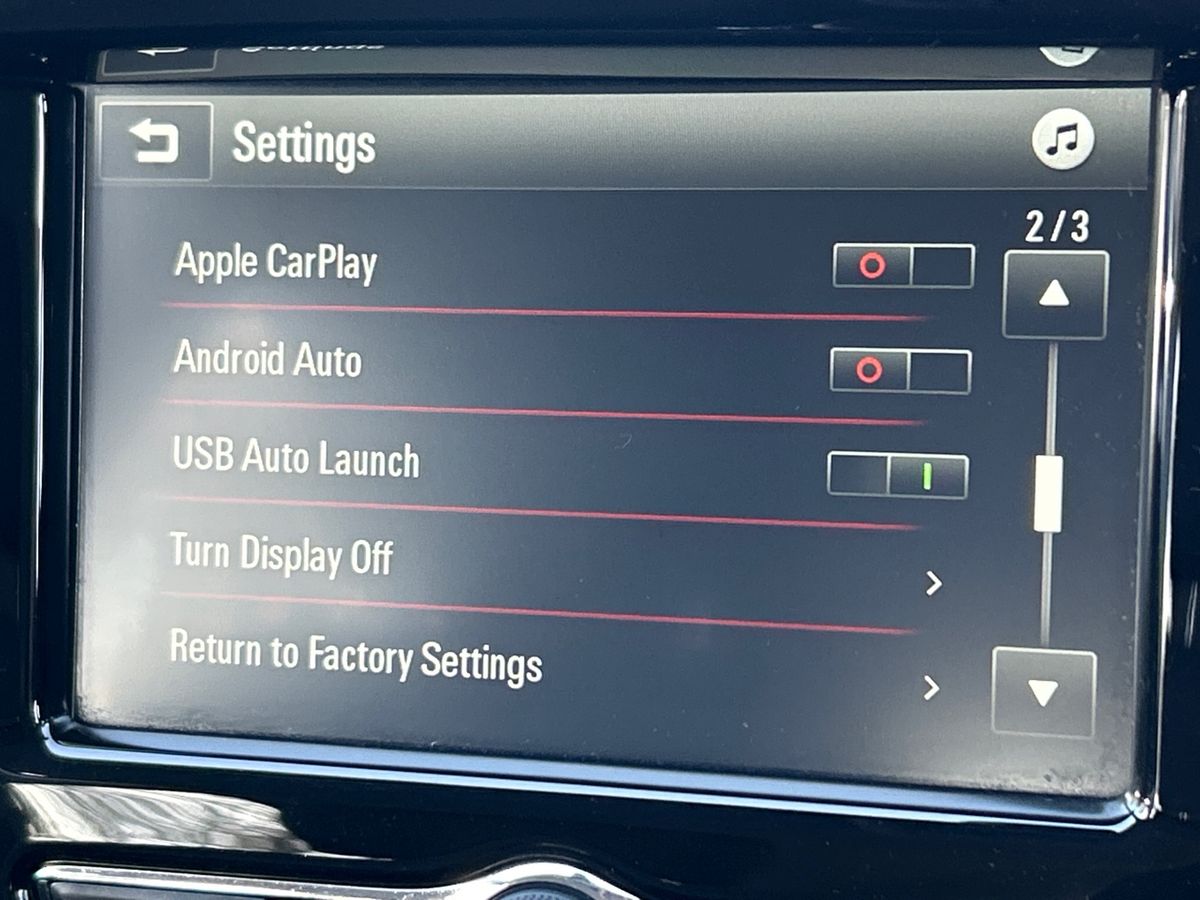 Settings
2/3
Apple CarPlay
Android Auto
USB Auto Launch
Turn Display Off
Return to Factory Settings